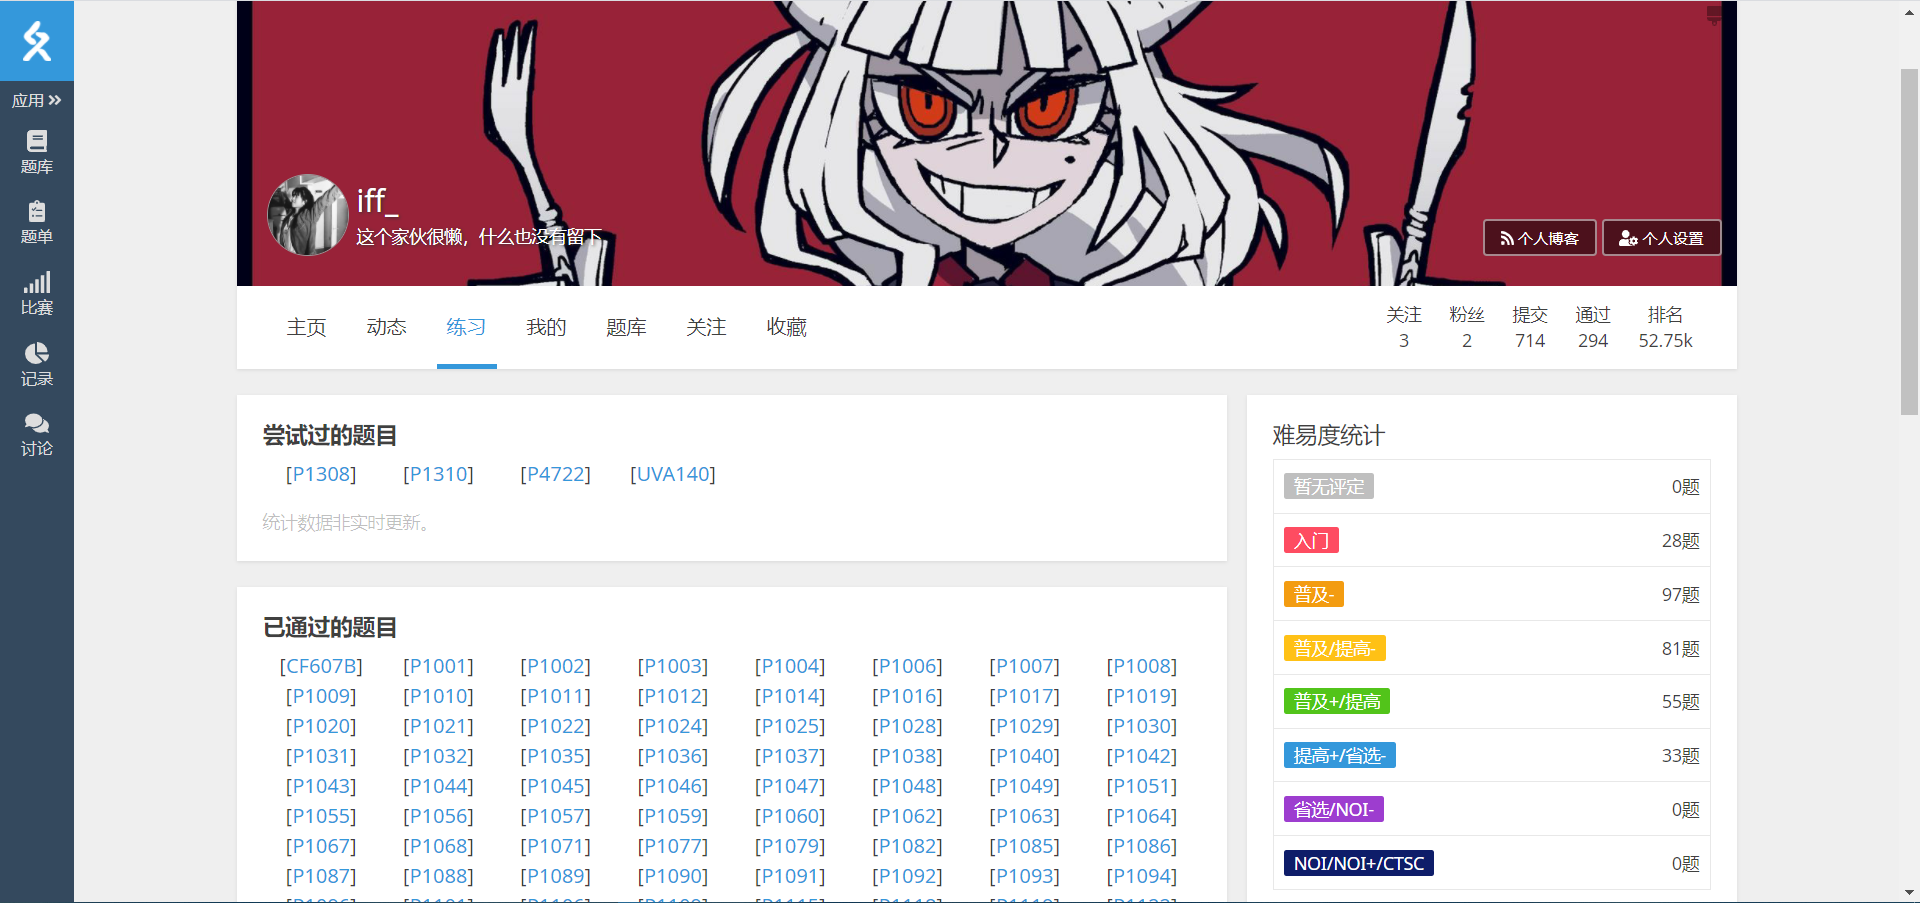 应用
题库
题单
比赛
记录
讨论
iff_
这个家伙很懒，什么也没有留下
个人博客 个人设置
主页 动态 练习 我的 题库 关注 收藏
关注 粉丝 提交 通过 排名
3 2 714 294 52.75k
尝试过的题目
[P1308] [P1310] [P4722] [UVA140]
统计数据非实时更新。
已通过的题目
[CF607B] [P1001] [P1002] [P1003] [P1004] [P1006] [P1007] [P1008]
[P1009] [P1010] [P1011] [P1012] [P1014] [P1016] [P1017] [P1019]
[P1020] [P1021] [P1022] [P1024] [P1025] [P1028] [P1029] [P1030]
[P1031] [P1032] [P1035] [P1036] [P1037] [P1038] [P1040] [P1042]
[P1043] [P1044] [P1045] [P1046] [P1047] [P1048] [P1049] [P1051]
[P1055] [P1056] [P1057] [P1059] [P1060] [P1062] [P1063] [P1064]
[P1067] [P1068] [P1071] [P1077] [P1079] [P1082] [P1085] [P1086]
[P1087] [P1088] [P1089] [P1090] [P1091] [P1092] [P1093] [P1094]
难易度统计
暂无评定 0题
入门 28题
普及- 97题
普及/提高- 81题
普及+/提高 55题
提高+/省选- 33题
省选/NOI- 0题
NOI/NOI+/CTSC 0题